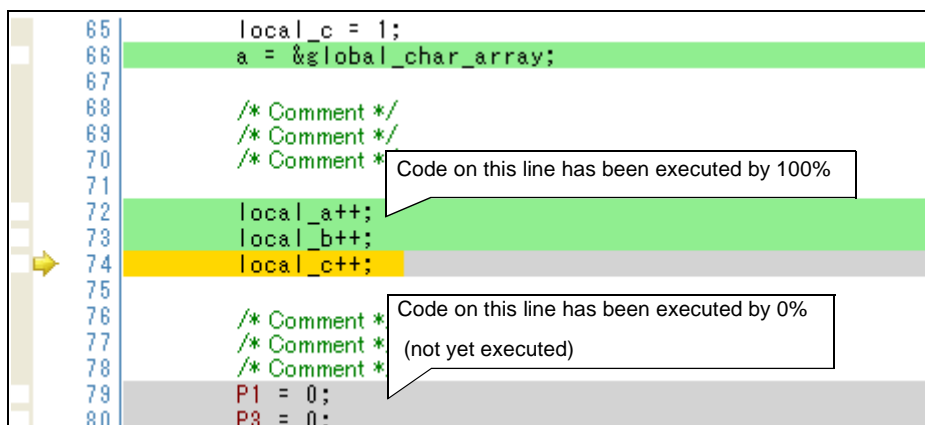 65 local_c = 1;
66 a = &global_char_array;
67
68 /* Comment */
69 /* Comment */
70 /* Comment *
Code on this line has been executed by 100%
71
72 local_a++;
73 local_b++;
74 local_c++;
75
76 /* Comment *
Code on this line has been executed by 0%
77 /* Comment *
(not yet executed)
78 /* Comment *
79 P1 = 0;
80 P3 = 0;